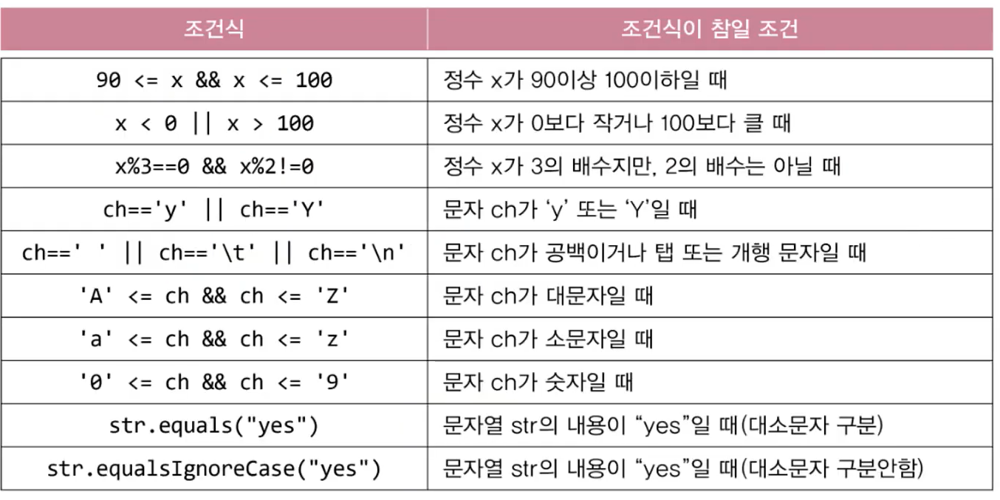 조건식 조건식이 참일 조건
90 <= x && x <= 100 정수 x가 90이상 100이하일 때
x < 0 || x > 100 정수 x가 0보다 작거나 100보다 클 때
x%3==0 && x%2!=0 정수 x가 3의 배수지만, 2의 배수는 아닐 때
ch=='y' || ch=='Y' 문자 ch가 ‘y’ 또는 ‘Y’일 때
ch==' ' || ch=='\t' || ch=='\n' 문자 ch가 공백이거나 탭 또는 개행 문자일 때
'A' <= ch && ch <= 'Z' 문자 ch가 대문자일 때
'a' <= ch && ch <= 'z' 문자 ch가 소문자일 때
'0' <= ch && ch <= '9' 문자 ch가 숫자일 때
str.equals("yes") 문자열 str의 내용이 “yes”일 때(대소문자 구분)
str.equalsIgnoreCase("yes") 문자열 str의 내용이 “yes”일 때(대소문자 구분안함)